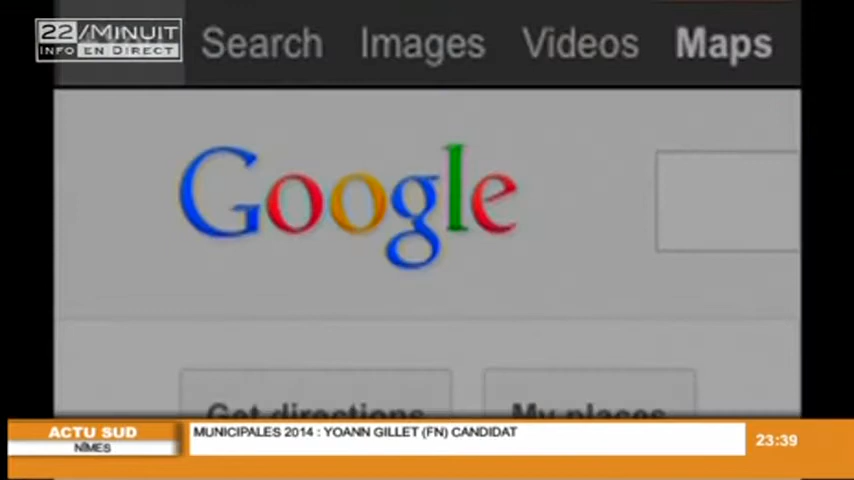 22/MINUIT
INFO EN DIRECT
Search Images Videos Maps
Google
Get directions My places
ACTU SUD
NÎMES
MUNICIPALES 2014 : YOANN GILLET (FN) CANDIDAT
23:39